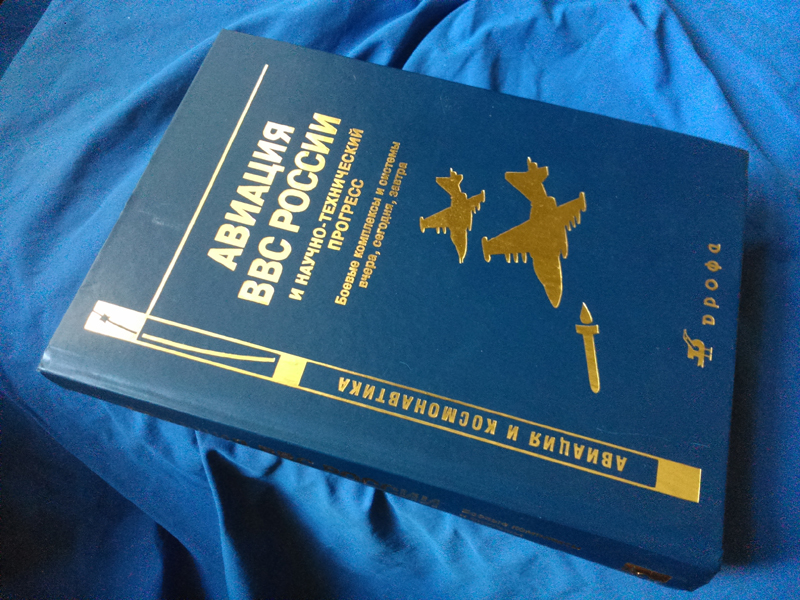 АВИАЦИЯ
ВВС РОССИИ
И НАУЧНО-ТЕХНИЧЕСКИЙ
ПРОГРЕСС
Боевые комплексы и системы
вчера, сегодня, завтра
АВИАЦИЯ И КОСМОНАВТИКА
дрофа